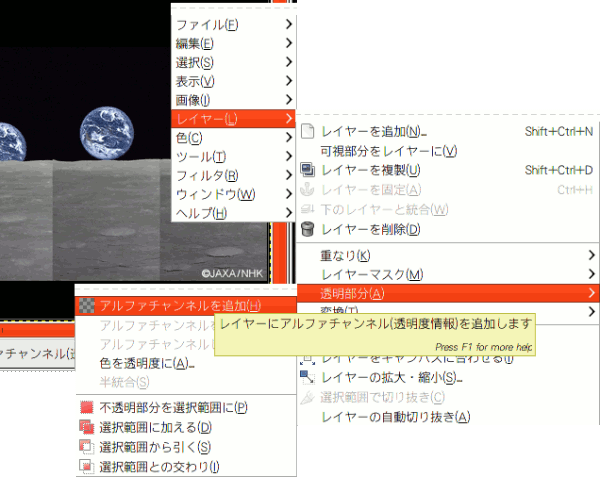 ファイル(F)
編集(E)
選択(S)
表示(V)
画像(I)
レイヤー(L)
色(C)
ツール(T)
フィルタ(R)
ウィンドウ(W)
ヘルプ(H)
©JAXA/NHK
レイヤーを追加(N)... Shift+Ctrl+N
可視部分をレイヤーに(V)
レイヤーを複製(U) Shift+Ctrl+D
レイヤーを固定(A) Ctrl+H
下のレイヤーと統合(W)
レイヤーを削除(D)
重なり(K)
レイヤーマスク(M)
透明部分(A)
変換(T)
レイヤーをキャンバスに合わせる(I)
レイヤーの拡大・縮小(S)...
選択範囲で切り抜き(C)
レイヤーの自動切り抜き(A)
アルファチャンネルを追加(H)
アルファチャンネル
アルファチャンネル
色を透明度に(A)...
半統合(S)
不透明部分を選択範囲に(P)
選択範囲に加える(D)
選択範囲から引く(S)
選択範囲との交わり(I)
レイヤーにアルファチャンネル(透明度情報)を追加します
Press F1 for more help
ァチャンネル(